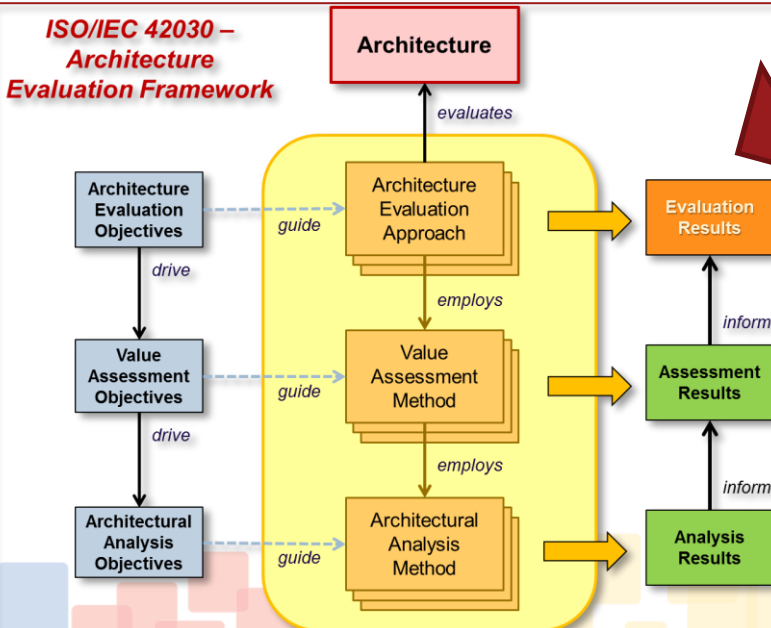 ISO/IEC 42030 –
Architecture
Evaluation Framework
Architecture
evaluates
Architecture
Evaluation
Objectives
guide
Architecture
Evaluation
Approach
Evaluation
Results
drive
employs
inform
Value
Assessment
Objectives
guide
Value
Assessment
Method
Assessment
Results
drive
employs
inform
Architectural
Analysis
Objectives
guide
Architectural
Analysis
Method
Analysis
Results